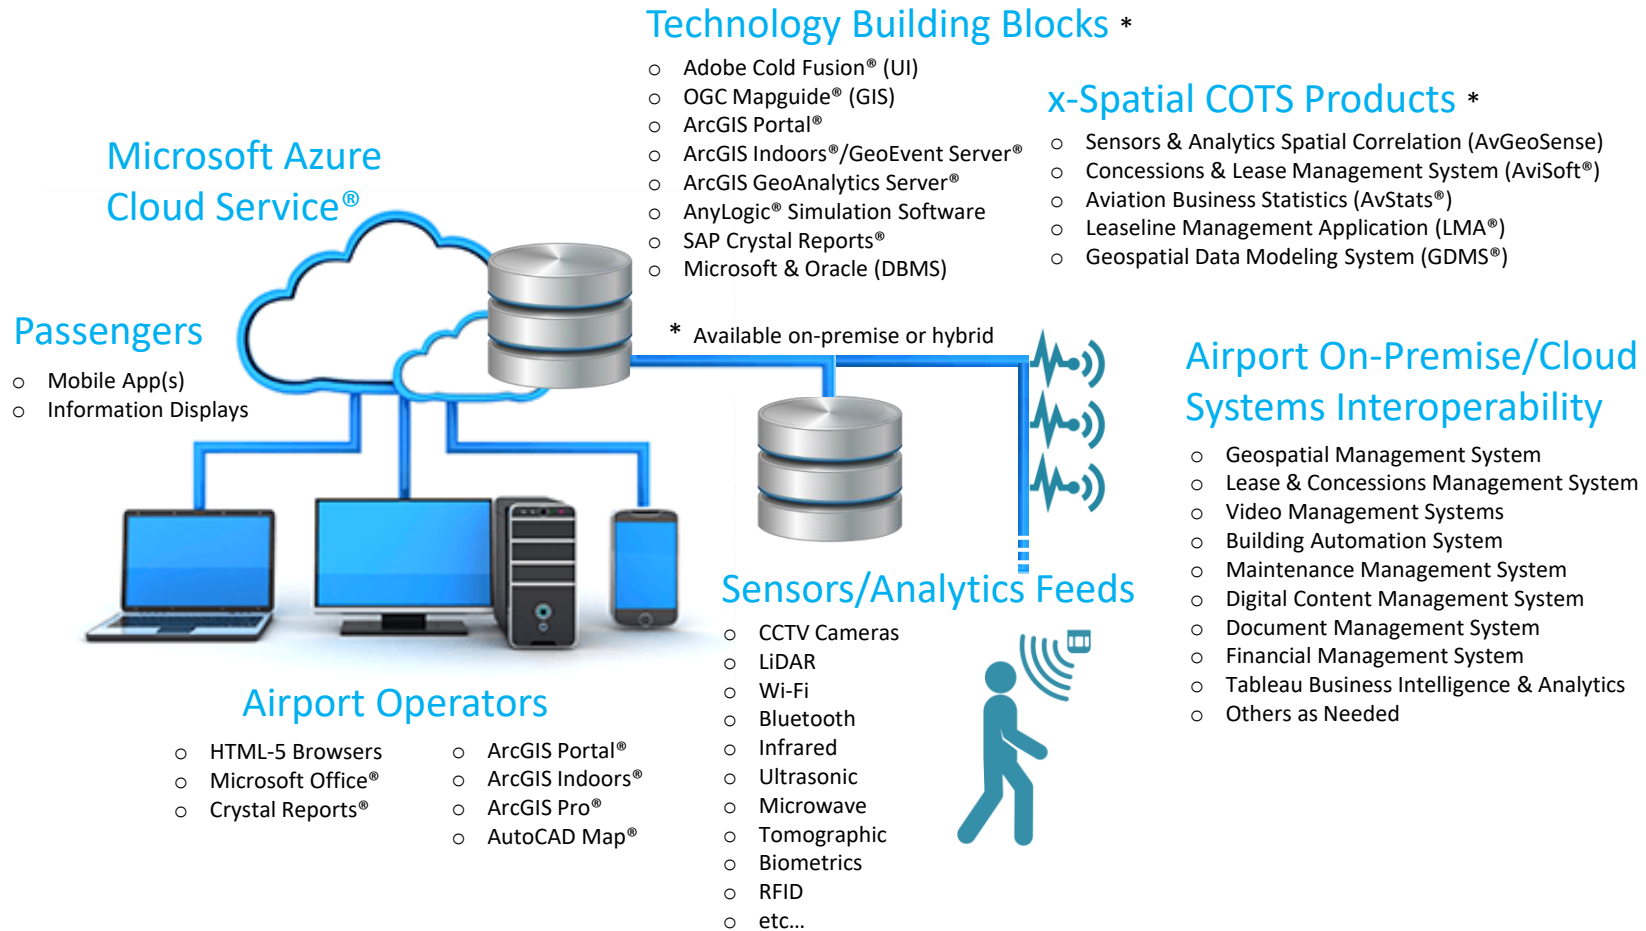 Technology Building Blocks *
o Adobe Cold Fusion® (UI)
o OGC Mapguide® (GIS)
o ArcGIS Portal®
o ArcGIS Indoors®/GeoEvent Server®
o ArcGIS GeoAnalytics Server®
o AnyLogic® Simulation Software
o SAP Crystal Reports®
o Microsoft & Oracle (DBMS)
* Available on-premise or hybrid
x-Spatial COTS Products *
o Sensors & Analytics Spatial Correlation (AvGeoSense)
o Concessions & Lease Management System (AviSoft®)
o Aviation Business Statistics (AvStats®)
o Leaseline Management Application (LMA®)
o Geospatial Data Modeling System (GDMS®)
Microsoft Azure
Cloud Service®
Passengers
o Mobile App(s)
o Information Displays
Airport On-Premise/Cloud
Systems Interoperability
o Geospatial Management System
o Lease & Concessions Management System
o Video Management Systems
o Building Automation System
o Maintenance Management System
o Digital Content Management System
o Document Management System
o Financial Management System
o Tableau Business Intelligence & Analytics
o Others as Needed
Sensors/Analytics Feeds
o CCTV Cameras
o LiDAR
o Wi-Fi
o Bluetooth
o Infrared
o Ultrasonic
o Microwave
o Tomographic
o Biometrics
o RFID
o etc…
Airport Operators
o HTML-5 Browsers
o Microsoft Office®
o Crystal Reports®
o ArcGIS Portal®
o ArcGIS Indoors®
o ArcGIS Pro®
o AutoCAD Map®